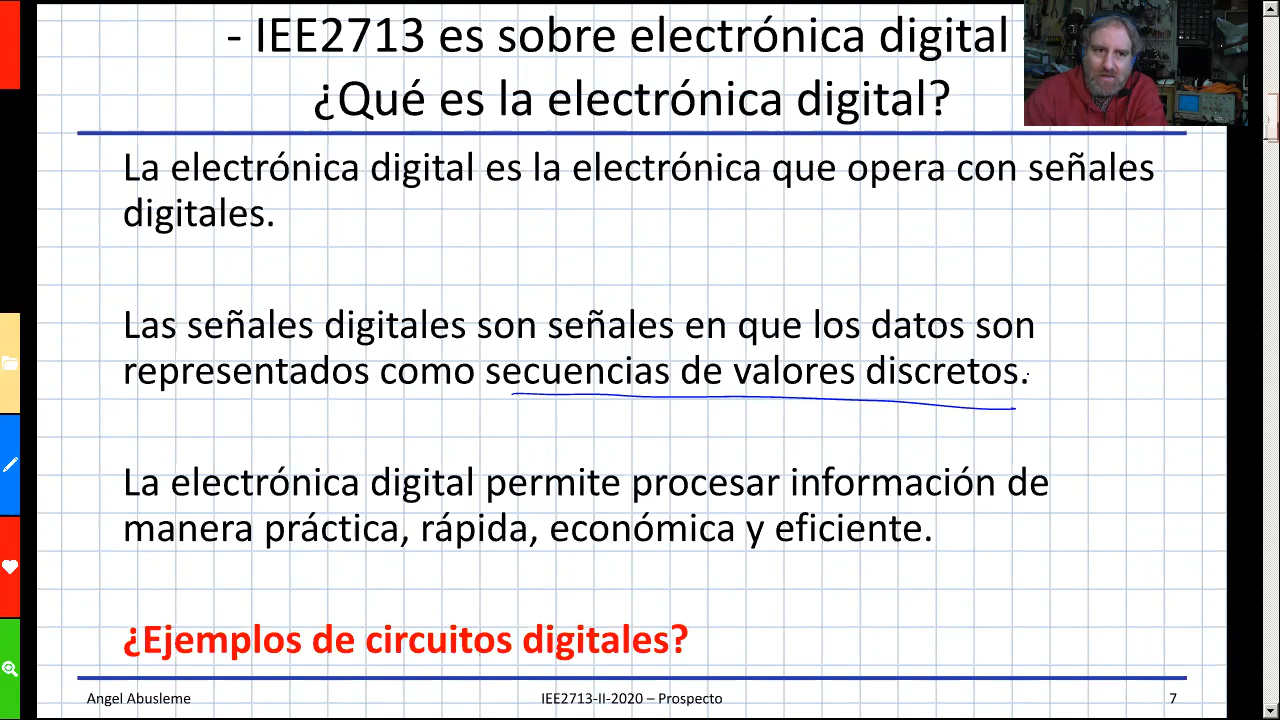 - IEE2713 es sobre electrónica digital
¿Qué es la electrónica digital?
La electrónica digital es la electrónica que opera con señales
digitales.
Las señales digitales son señales en que los datos son
representados como secuencias de valores discretos.
La electrónica digital permite procesar información de
manera práctica, rápida, económica y eficiente.
¿Ejemplos de circuitos digitales?
Angel Abusleme
IEE2713-II-2020 – Prospecto
7